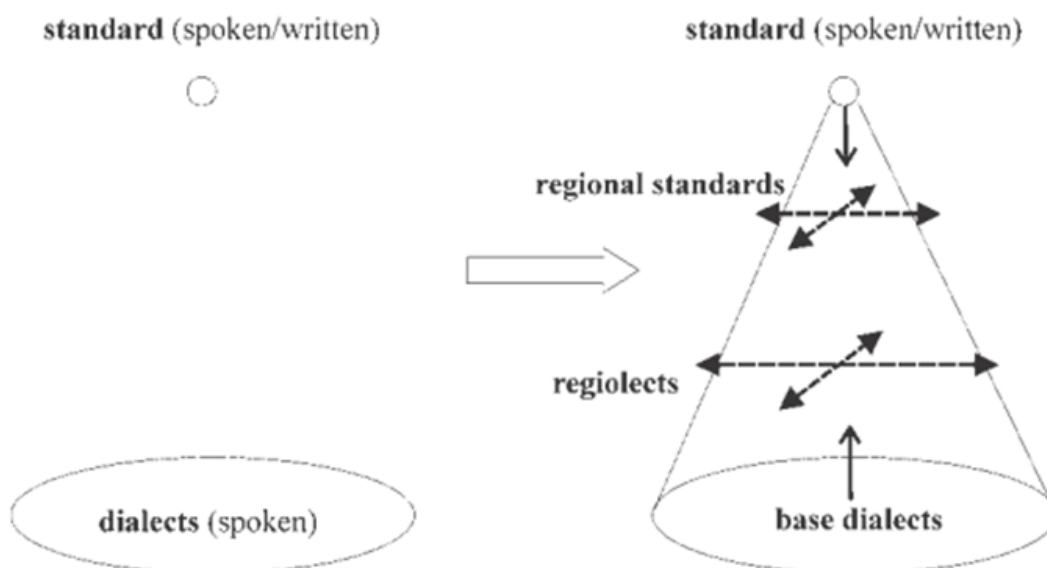 standard (spoken/written)
dialects (spoken)
standard (spoken/written)
regional standards
regiolects
base dialects